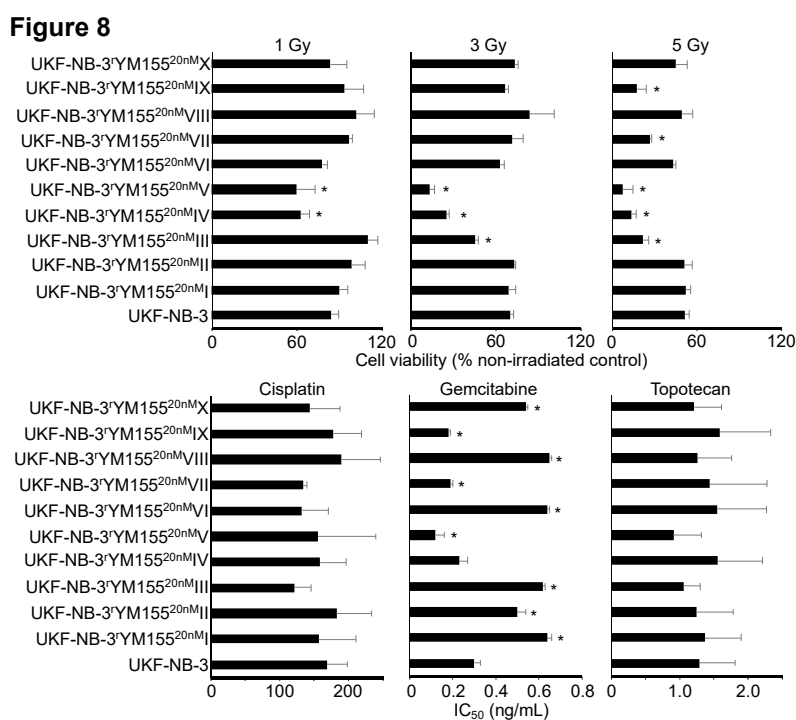 Figure 8
1 Gy 3 Gy 5 Gy
UKF-NB-3rYM15520nMX
UKF-NB-3rYM15520nMIX *
UKF-NB-3rYM15520nMVIII
UKF-NB-3rYM15520nMVII *
UKF-NB-3rYM15520nMVI
UKF-NB-3rYM15520nMV * * *
UKF-NB-3rYM15520nMIV * * *
UKF-NB-3rYM15520nMIII * *
UKF-NB-3rYM15520nMII
UKF-NB-3rYM15520nMI
UKF-NB-3
0 60 120 0 60 120 0 60 120
Cell viability (% non-irradiated control)
Cisplatin Gemcitabine Topotecan
UKF-NB-3rYM15520nMX *
UKF-NB-3rYM15520nMIX *
UKF-NB-3rYM15520nMVIII *
UKF-NB-3rYM15520nMVII *
UKF-NB-3rYM15520nMVI *
UKF-NB-3rYM15520nMV *
UKF-NB-3rYM15520nMIV
UKF-NB-3rYM15520nMIII *
UKF-NB-3rYM15520nMII *
UKF-NB-3rYM15520nMI *
UKF-NB-3
0 100 200 0 0.2 0.4 0.6 0.8 0 1.0 2.0
IC50 (ng/mL)